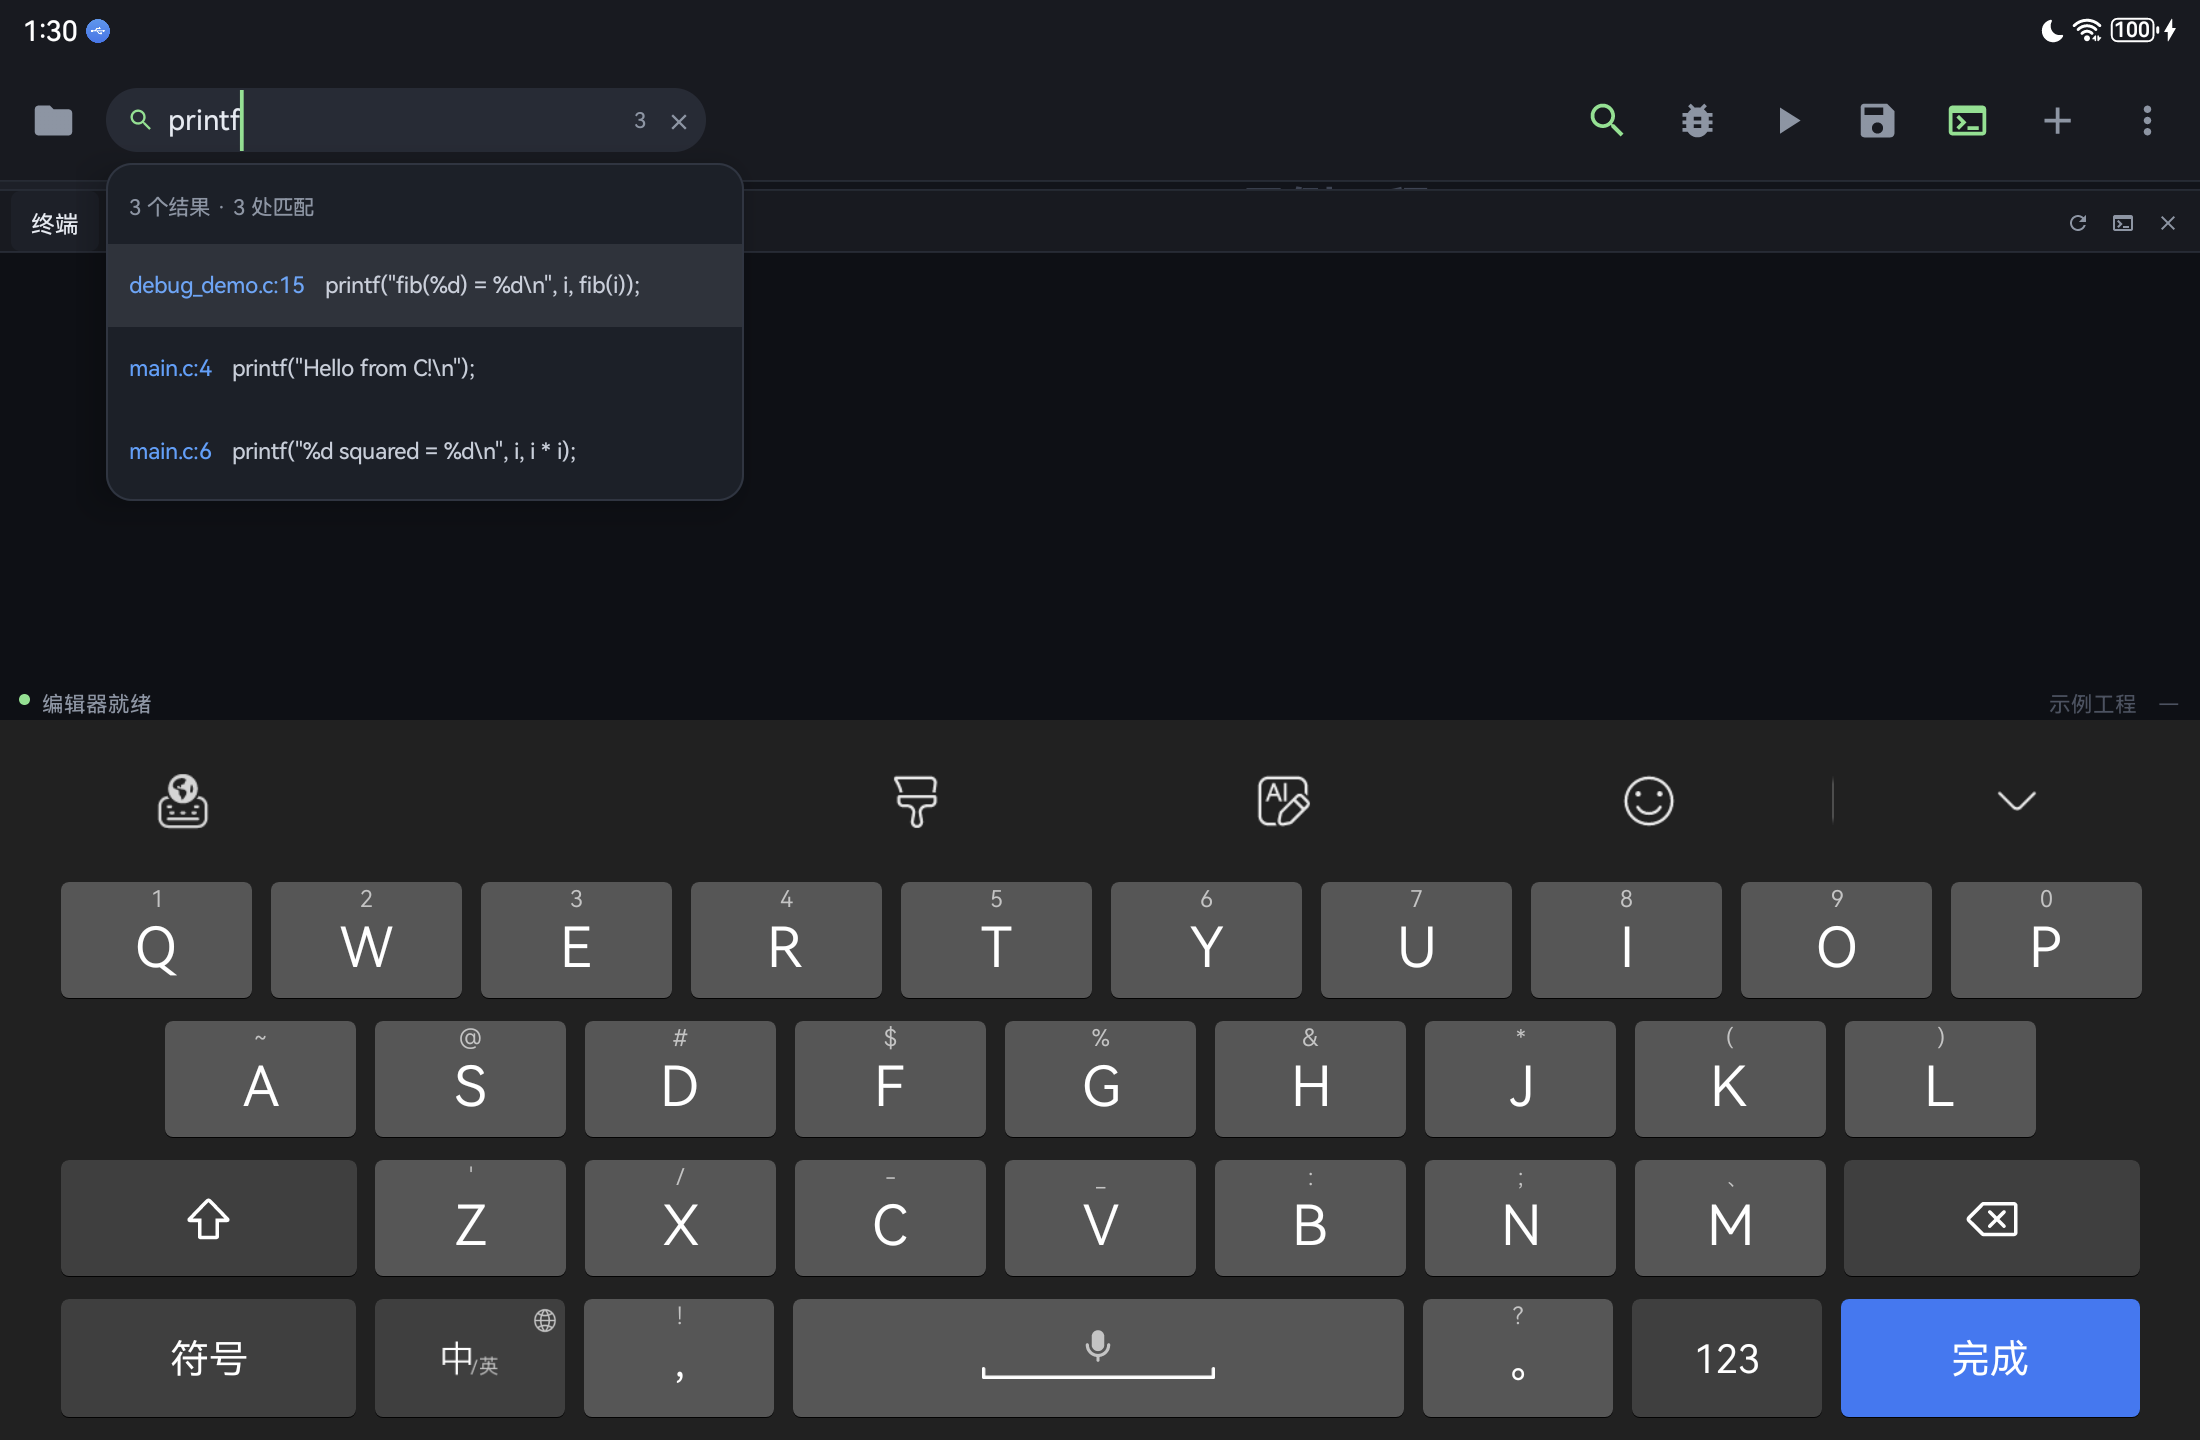 1:30
100
printf
3
3 个结果 · 3 处匹配
终端
debug_demo.c:15 printf("fib(%d) = %d\n", i, fib(i));
main.c:4 printf("Hello from C!\n");
main.c:6 printf("%d squared = %d\n", i, i * i);
编辑器就绪
示例工程 —
AI
1 2 3 4 5 6 7 8 9 0
Q W E R T Y U I O P
~ @ # $ % & * ( )
A S D F G H J K L
' / - _ : ; 、
Z X C V B N M
! ?
符号 中/英 , 。 123 完成